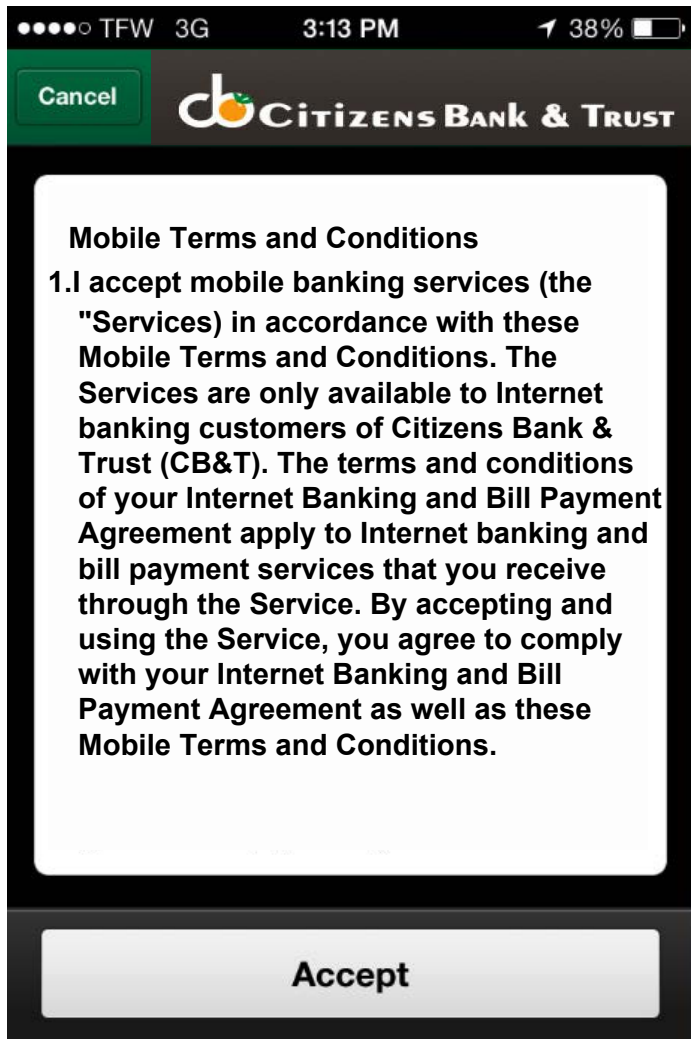 TFW 3G 3:13 PM 38%
Cancel
cb CITIZENS BANK & TRUST
Mobile Terms and Conditions
1.I accept mobile banking services (the
"Services) in accordance with these
Mobile Terms and Conditions. The
Services are only available to Internet
banking customers of Citizens Bank &
Trust (CB&T). The terms and conditions
of your Internet Banking and Bill Payment
Agreement apply to Internet banking and
bill payment services that you receive
through the Service. By accepting and
using the Service, you agree to comply
with your Internet Banking and Bill
Payment Agreement as well as these
Mobile Terms and Conditions.
Accept